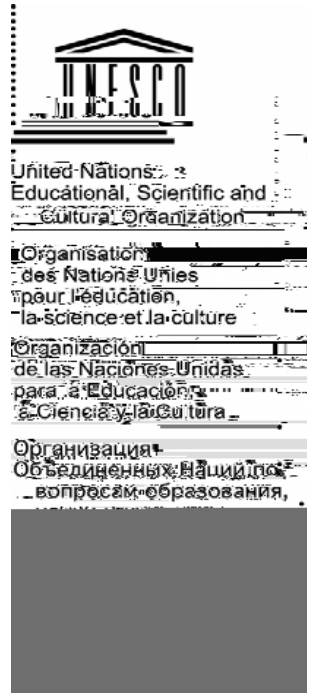 UNESCO
United Nations
Educational, Scientific and
Cultural Organization
Organisation
des Nations Unies
pour l'éducation,
la science et la culture
Organización
de las Naciones Unidas
para la Educación,
la Ciencia y la Cultura
Организация
Объединенных Наций по
вопросам образования,